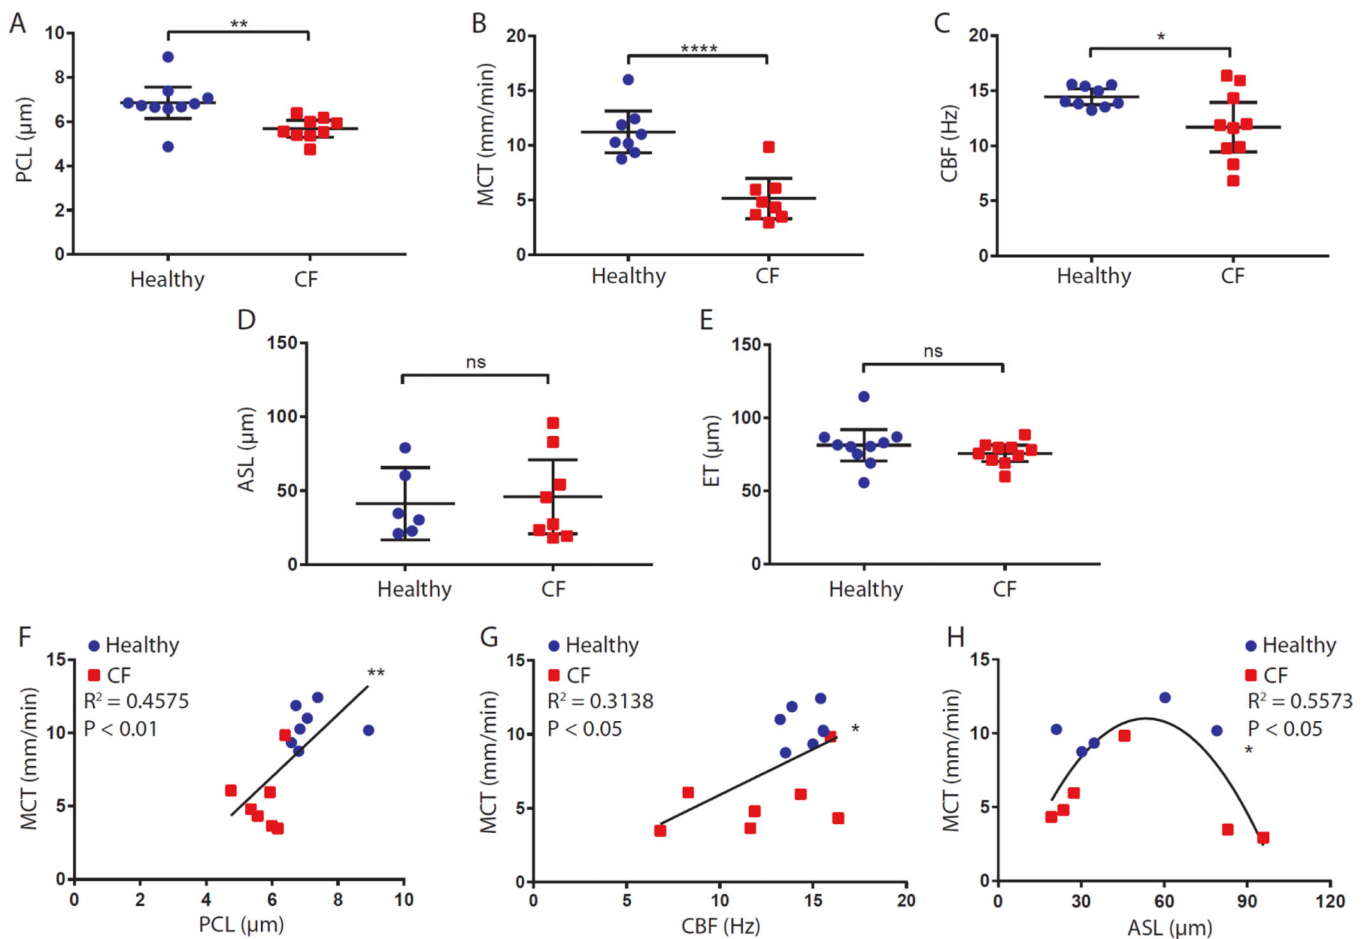 A
B
C
**
****
*
10
8
6
4
2
0
PCL (μm)
Healthy
CF
20
15
10
5
0
MCT (mm/min)
Healthy
CF
20
15
10
5
0
CBF (Hz)
Healthy
CF
D
E
ns
ns
150
100
50
0
ASL (μm)
Healthy
CF
150
100
50
0
ET (μm)
Healthy
CF
F
Healthy
CF
R² = 0.4575
P < 0.01
**
15
10
5
0
MCT (mm/min)
0 2 4 6 8 10
PCL (μm)
G
Healthy
CF
R² = 0.3138
P < 0.05
*
15
10
5
0
MCT (mm/min)
0 5 10 15 20
CBF (Hz)
H
Healthy
CF
R² = 0.5573
P < 0.05
*
15
10
5
0
MCT (mm/min)
0 30 60 90 120
ASL (μm)